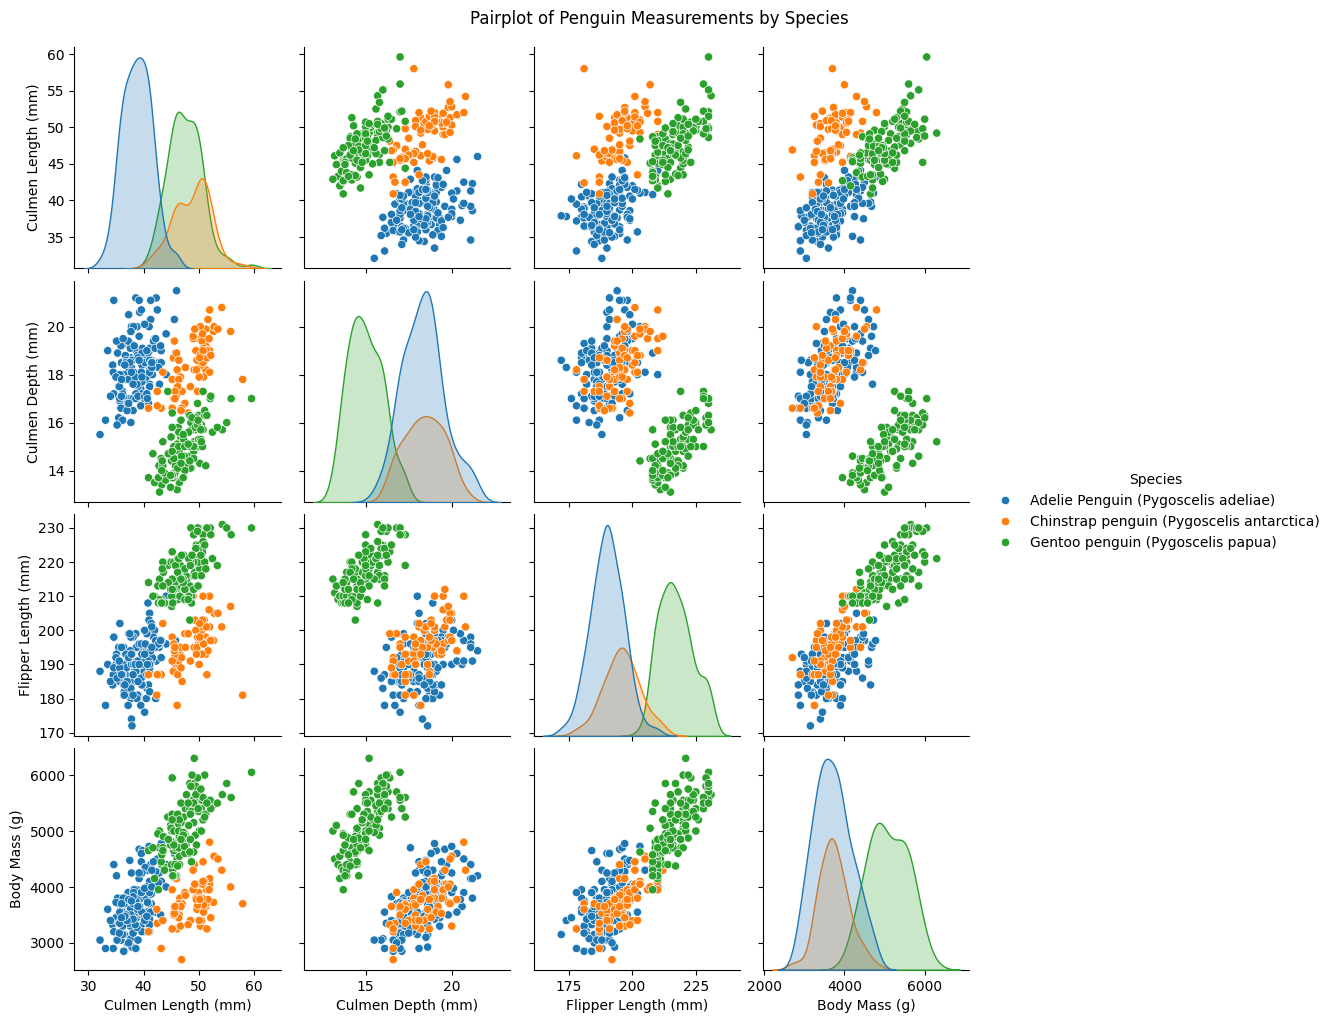 Pairplot of Penguin Measurements by Species
Culmen Length (mm)
60
55
50
45
40
35
Culmen Depth (mm)
20
18
16
14
Flipper Length (mm)
230
220
210
200
190
180
170
Body Mass (g)
6000
5000
4000
3000
30 40 50 60
15 20
175 200 225
2000 4000 6000
Culmen Length (mm)
Culmen Depth (mm)
Flipper Length (mm)
Body Mass (g)
Species
Adelie Penguin (Pygoscelis adeliae)
Chinstrap penguin (Pygoscelis antarctica)
Gentoo penguin (Pygoscelis papua)